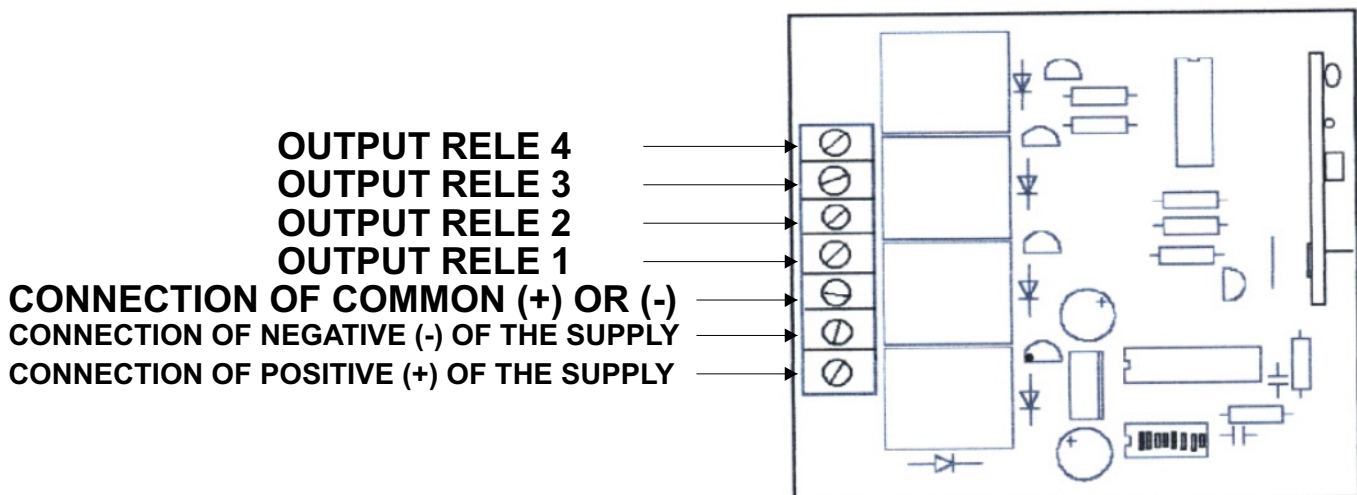 OUTPUT RELE 4
OUTPUT RELE 3
OUTPUT RELE 2
OUTPUT RELE 1
CONNECTION OF COMMON (+) OR (-)
CONNECTION OF NEGATIVE (-) OF THE SUPPLY
CONNECTION OF POSITIVE (+) OF THE SUPPLY